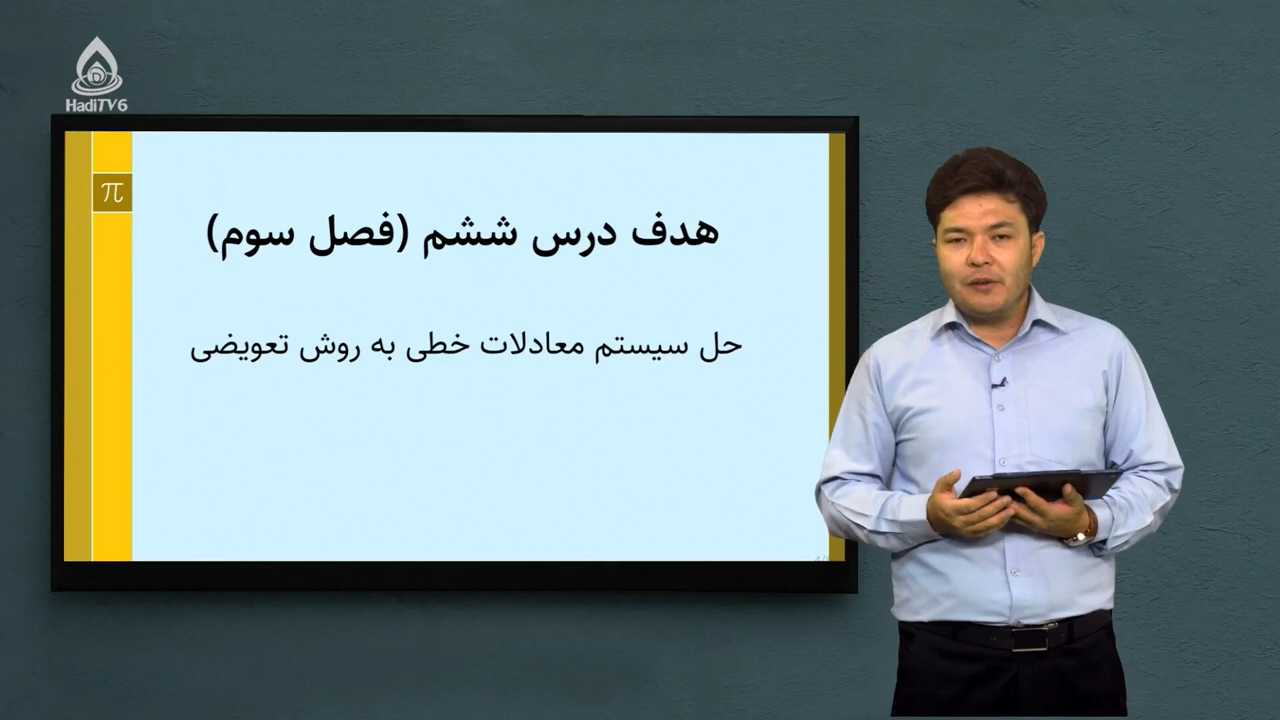 HadiTV6
π
هدف درس ششم (فصل سوم)
حل سیستم معادلات خطی به روش تعویضی